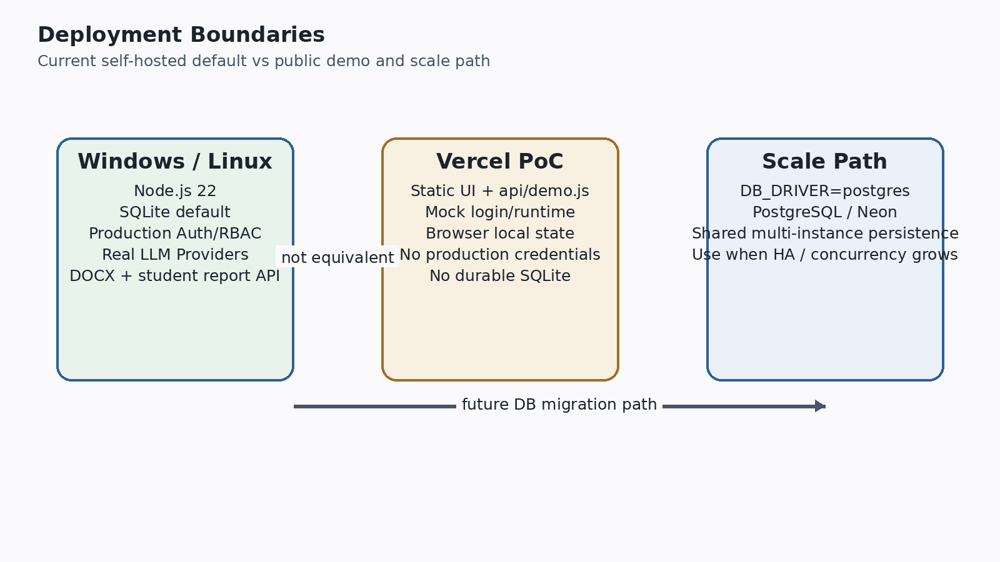 Deployment Boundaries
Current self-hosted default vs public demo and scale path
Windows / Linux
Node.js 22
SQLite default
Production Auth/RBAC
Real LLM Providers
DOCX + student report API
not equivalent
Vercel PoC
Static UI + api/demo.js
Mock login/runtime
Browser local state
No production credentials
No durable SQLite
Scale Path
DB_DRIVER=postgres
PostgreSQL / Neon
Shared multi-instance persistence
Use when HA / concurrency grows
future DB migration path